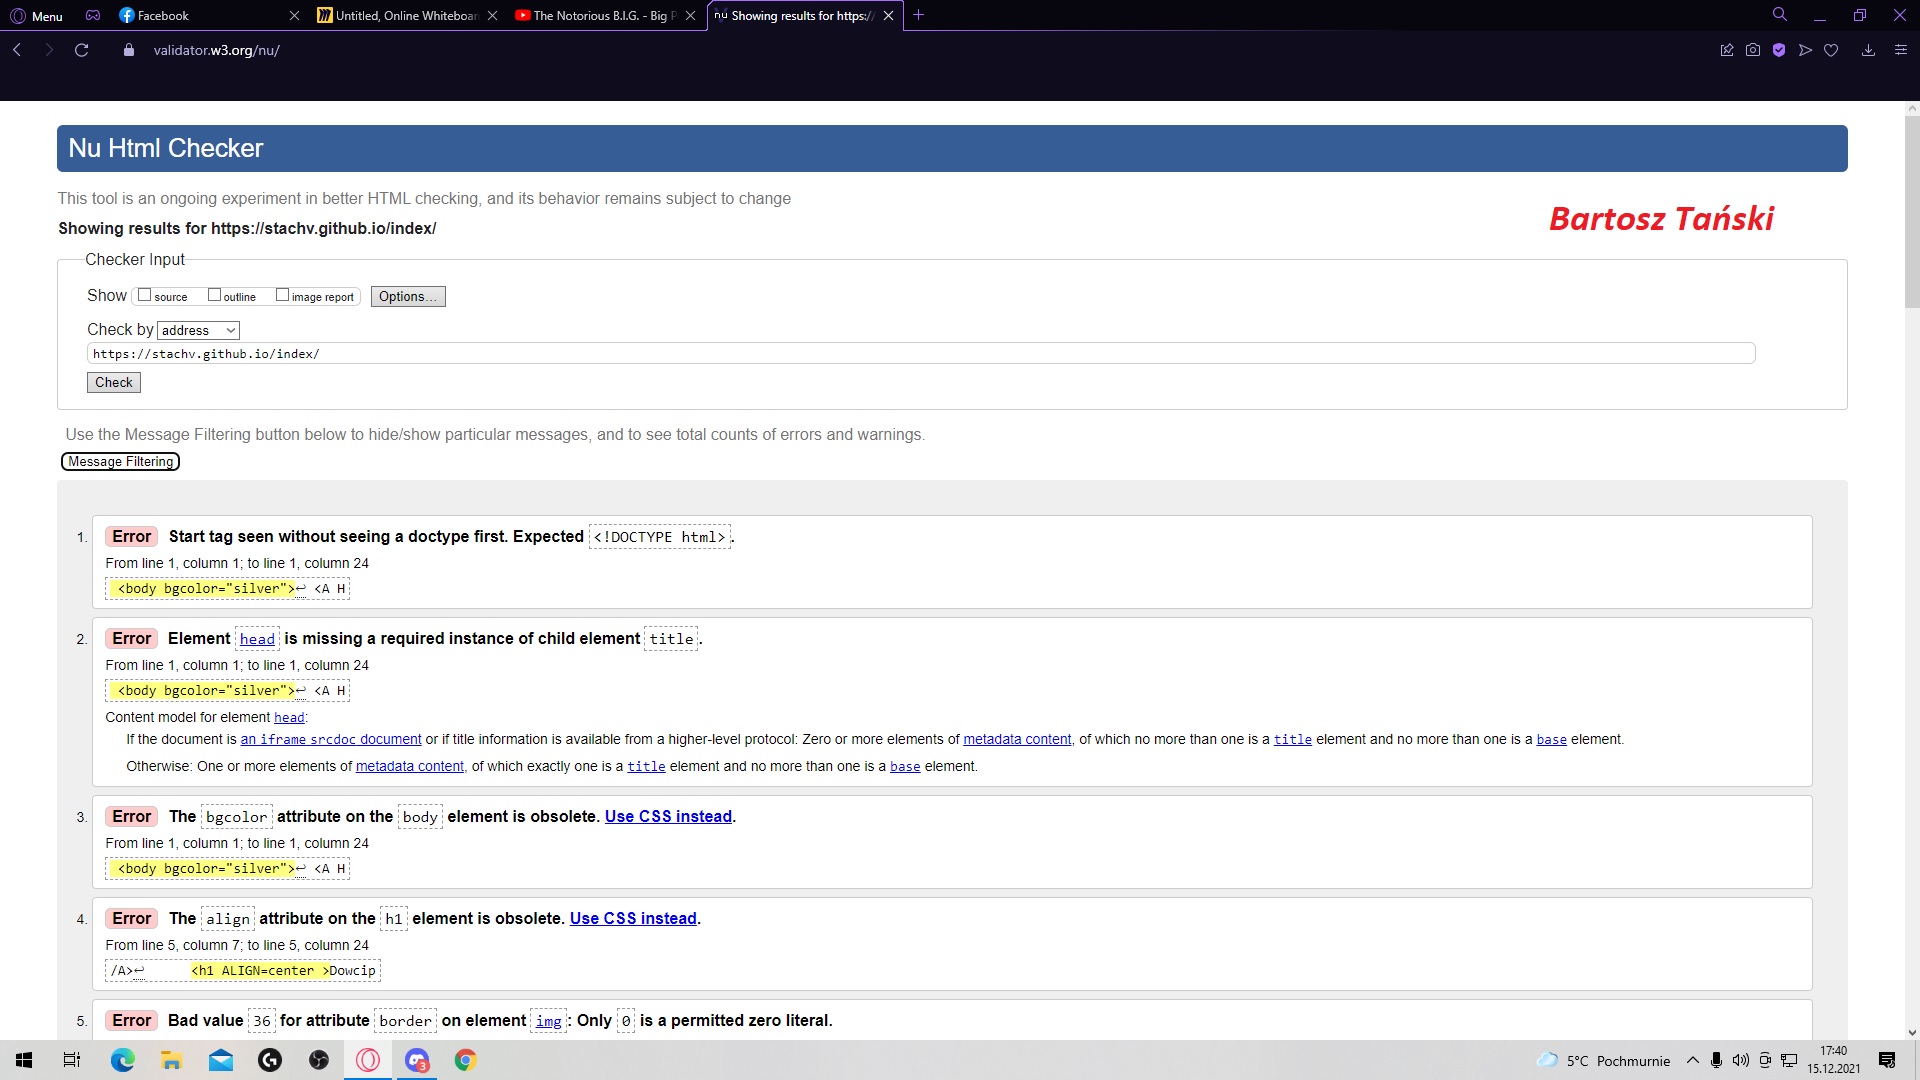 Menu
Facebook
Untitled, Online Whiteboar
The Notorious B.I.G. - Big P
nu Showing results for https:/
validator.w3.org/nu/
Nu Html Checker
This tool is an ongoing experiment in better HTML checking, and its behavior remains subject to change
Bartosz Tański
Showing results for https://stachv.github.io/index/
Checker Input
Show source outline image report Options...
Check by address
https://stachv.github.io/index/
Check
Use the Message Filtering button below to hide/show particular messages, and to see total counts of errors and warnings.
Message Filtering
1. Error Start tag seen without seeing a doctype first. Expected <!DOCTYPE html>.
From line 1, column 1; to line 1, column 24
<body bgcolor="silver">↩ <A H
2. Error Element head is missing a required instance of child element title.
From line 1, column 1; to line 1, column 24
<body bgcolor="silver">↩ <A H
Content model for element head:
If the document is an iframe srcdoc document or if title information is available from a higher-level protocol: Zero or more elements of metadata content, of which no more than one is a title element and no more than one is a base element.
Otherwise: One or more elements of metadata content, of which exactly one is a title element and no more than one is a base element.
3. Error The bgcolor attribute on the body element is obsolete. Use CSS instead.
From line 1, column 1; to line 1, column 24
<body bgcolor="silver">↩ <A H
4. Error The align attribute on the h1 element is obsolete. Use CSS instead.
From line 5, column 7; to line 5, column 24
/A>↩ <h1 ALIGN=center >Dowcip
5. Error Bad value 36 for attribute border on element img: Only 0 is a permitted zero literal.
3
5°C Pochmurnie
17:40
15.12.2021